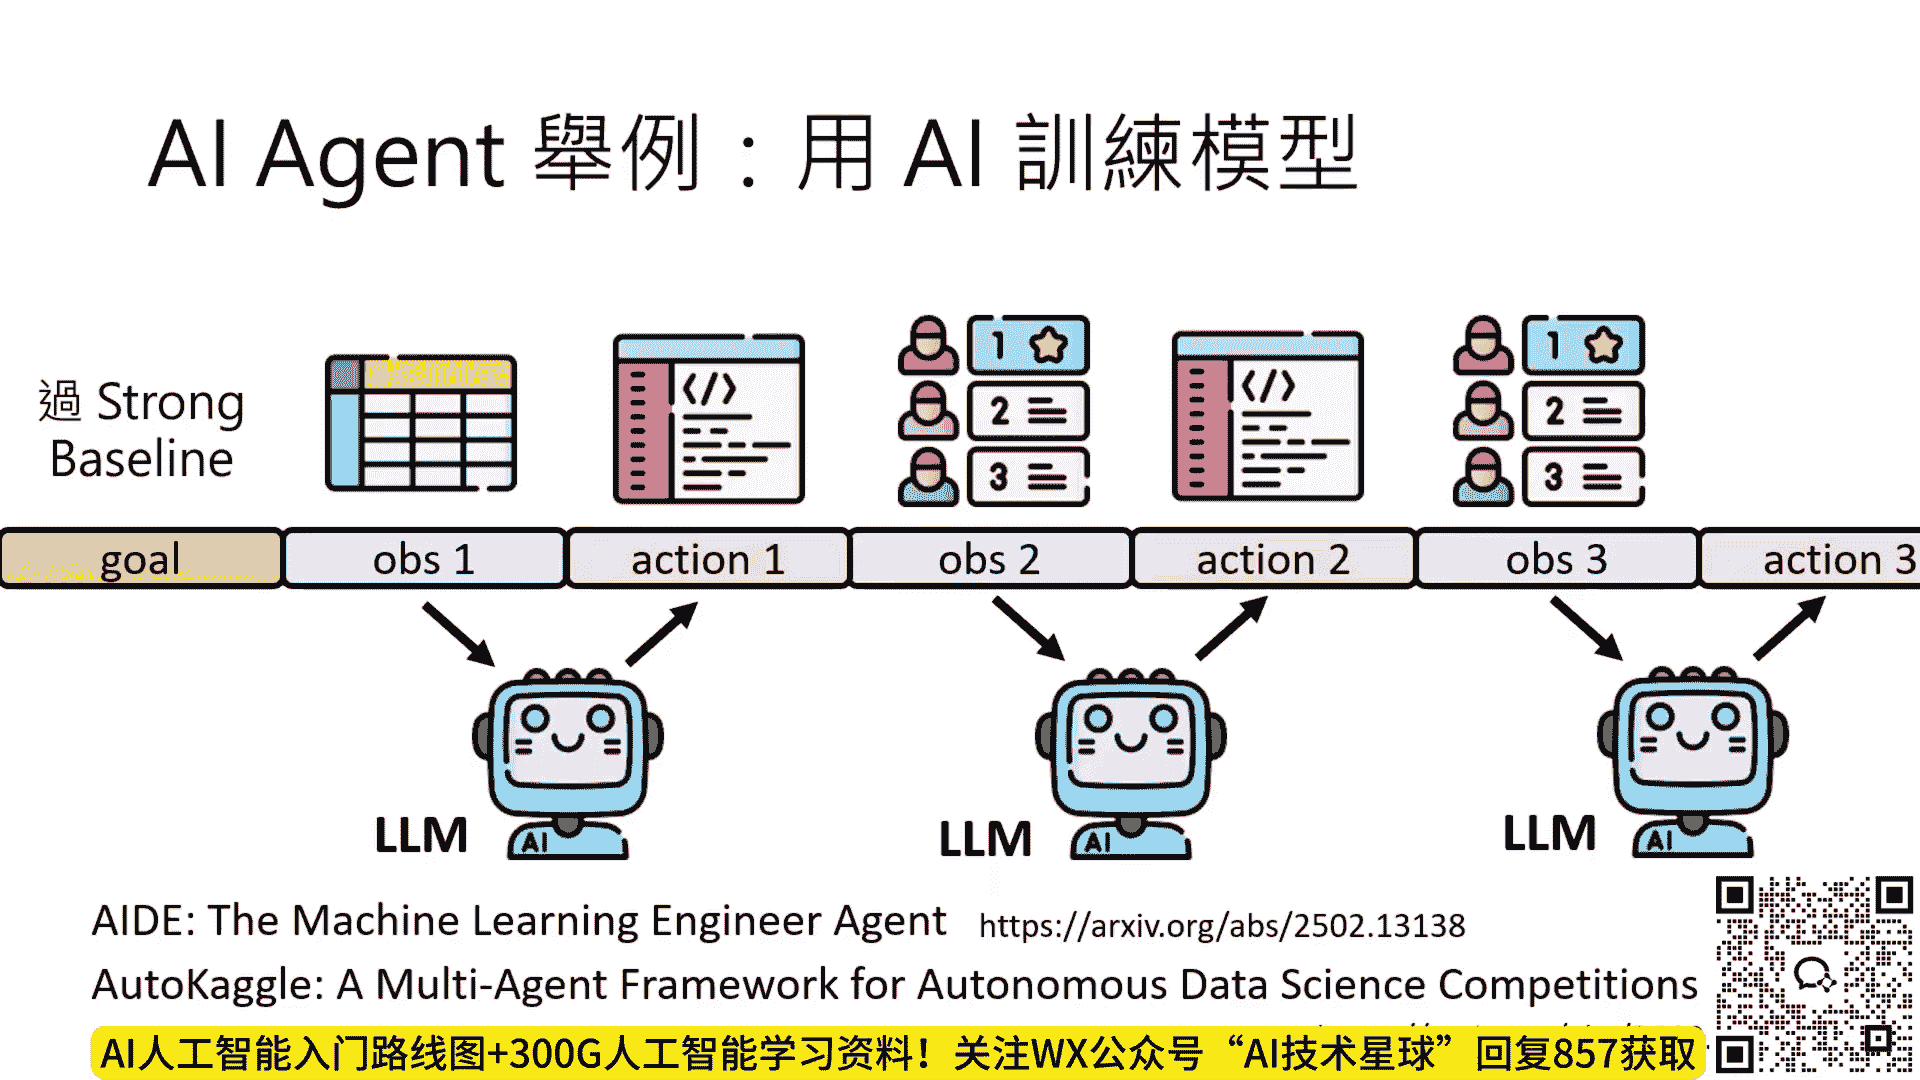 AI Agent 舉例：用 AI 訓練模型
過 Strong
Baseline
</>
1
2
3
</>
1
2
3
goal
obs 1
action 1
obs 2
action 2
obs 3
action 3
LLM
AI
LLM
AI
LLM
AI
AIDE: The Machine Learning Engineer Agent https://arxiv.org/abs/2502.13138
AutoKaggle: A Multi-Agent Framework for Autonomous Data Science Competitions
AI人工智能入门路线图+300G人工智能学习资料！关注WX公众号“AI技术星球”回复857获取